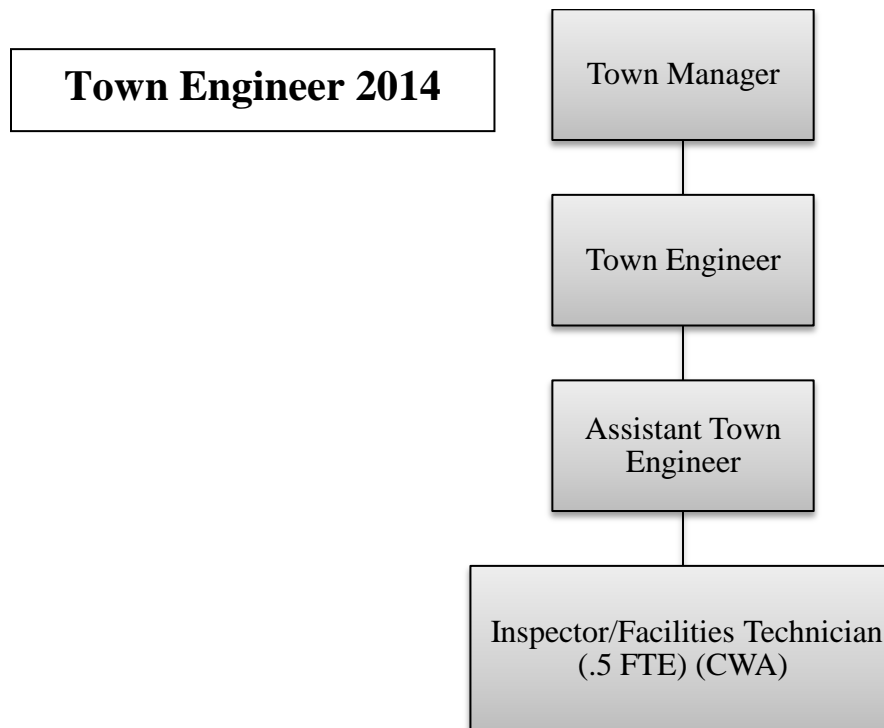 Town Engineer 2014
Town Manager
Town Engineer
Assistant Town
Engineer
Inspector/Facilities Technician
(.5 FTE) (CWA)